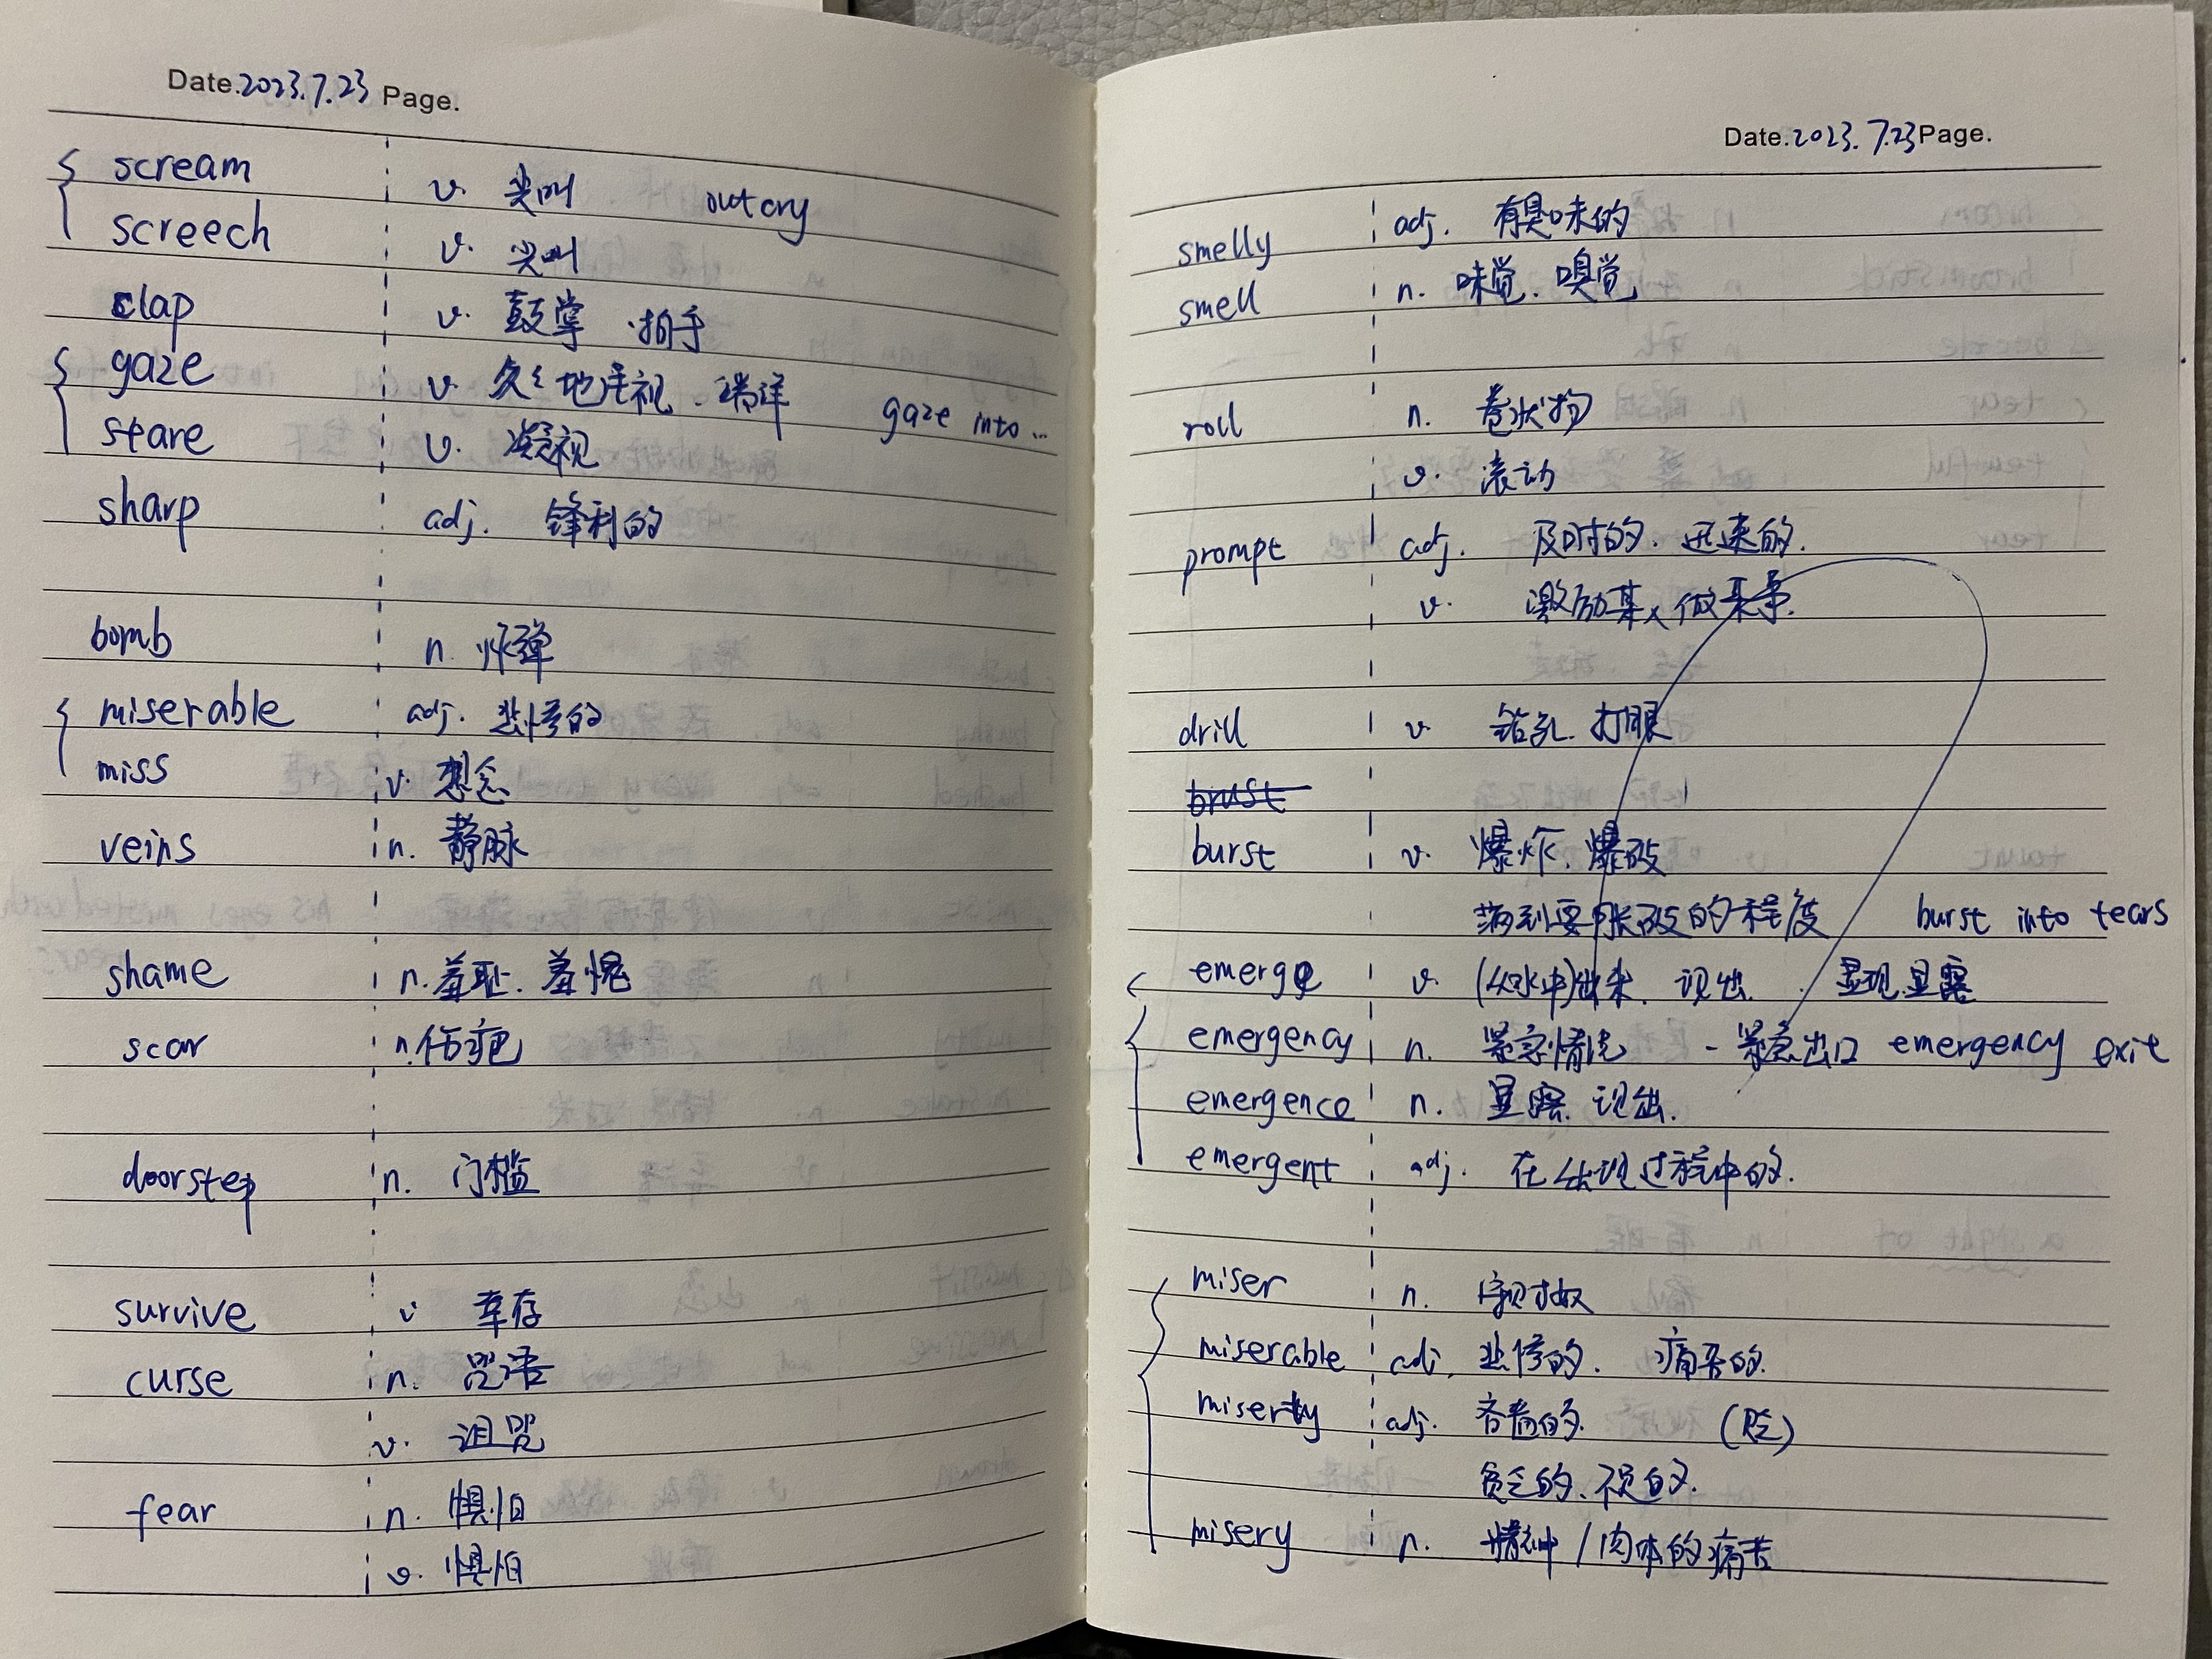 Date.2023.7.23 Page.
scream v. 尖叫 outcry
screech v. 尖叫
clap v. 鼓掌.拍手
gaze v. 久久地注视.端详 gaze into...
stare v. 凝视
sharp adj. 锋利的
bomb n. 炸弹
miserable adj. 悲惨的
miss v. 想念
veins n. 静脉
shame n. 羞耻.羞愧
scar n. 伤疤
doorstep n. 门槛
survive v 幸存
curse n. 咒语
v. 诅咒
fear n. 惧怕
v. 惧怕
Date.2023.7.23 Page.
smelly adj. 有臭味的
smell n. 味觉.嗅觉
roll n. 卷状物
v. 滚动
prompt adj. 及时的.迅速的.
v. 激励某人做某事.
drill v. 钻孔.打眼
brust
burst v. 爆炸.爆破
满到要胀破的程度 burst into tears
emerge v. (从水中)出来.现出. 显现.显露
emergency n. 紧急情况 - 紧急出口 emergency exit
emergence n. 显露.现出.
emergent adj. 在出现过程中的.
miser n. 守财奴
miserable adj. 悲惨的. 痛苦的.
adj. 吝啬的. (贬)
贫乏的.
misery n. 精神/肉体的痛苦